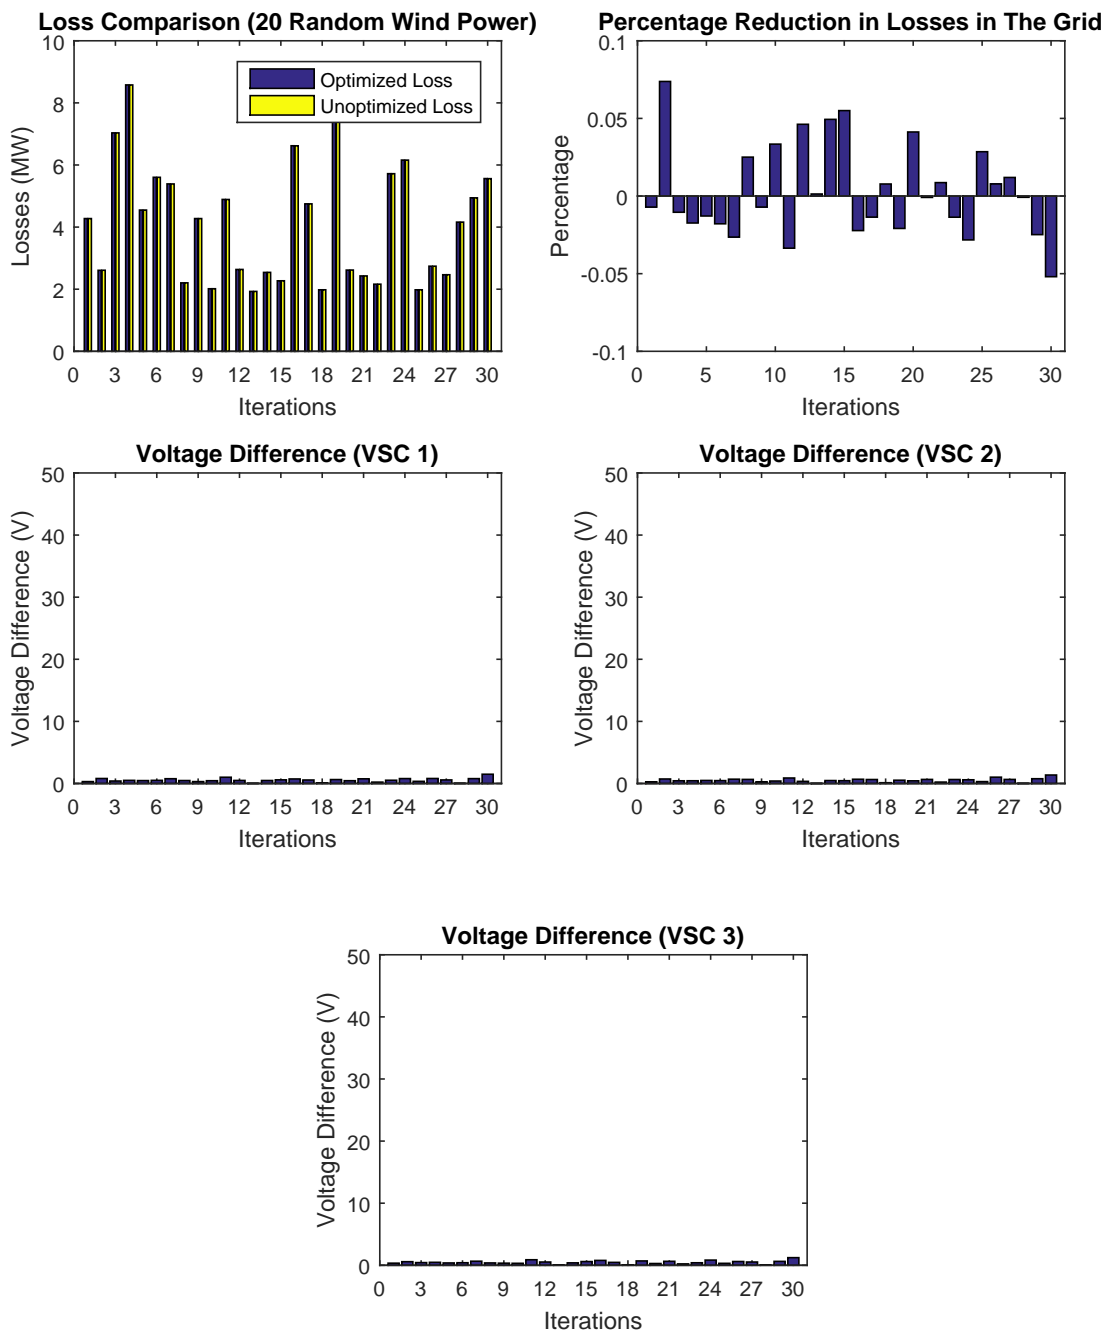 Loss Comparison (20 Random Wind Power)
10
8
6
4
2
0
Losses (MW)
Optimized Loss
Unoptimized Loss
0 3 6 9 12 15 18 21 24 27 30
Iterations
Percentage Reduction in Losses in The Grid
0.1
0.05
0
-0.05
-0.1
Percentage
0 5 10 15 20 25 30
Iterations
Voltage Difference (VSC 1)
50
40
30
20
10
0
Voltage Difference (V)
0 3 6 9 12 15 18 21 24 27 30
Iterations
Voltage Difference (VSC 2)
50
40
30
20
10
0
Voltage Difference (V)
0 3 6 9 12 15 18 21 24 27 30
Iterations
Voltage Difference (VSC 3)
50
40
30
20
10
0
Voltage Difference (V)
0 3 6 9 12 15 18 21 24 27 30
Iterations